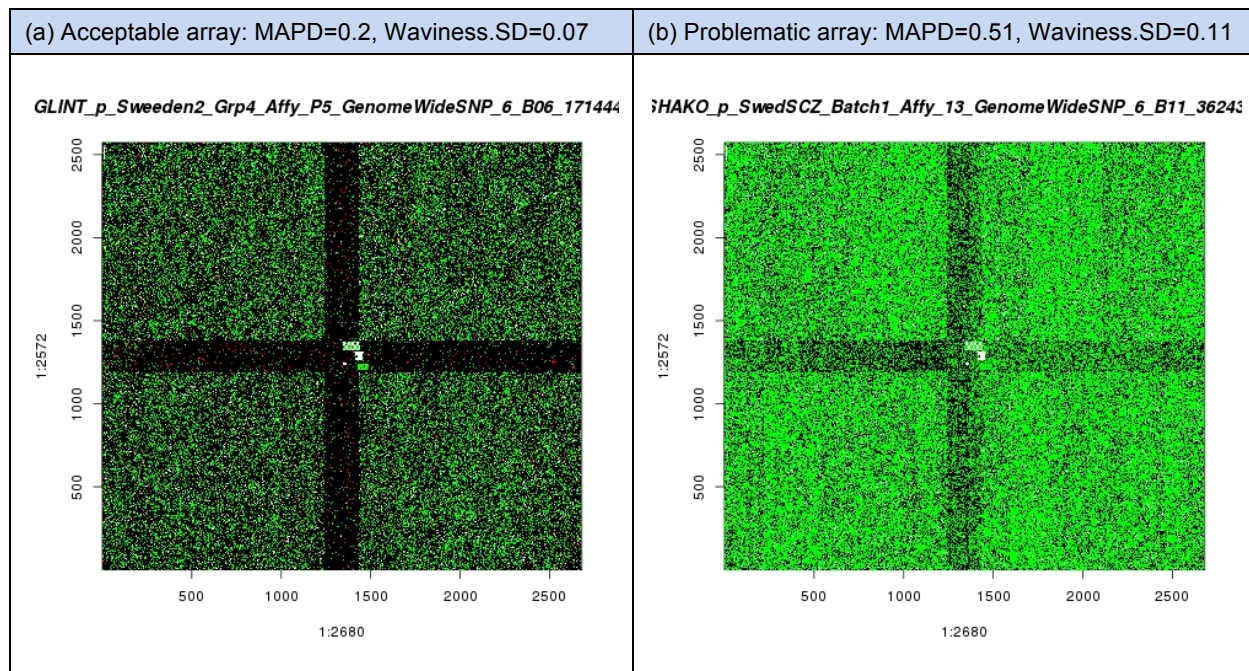 (a) Acceptable array: MAPD=0.2, Waviness.SD=0.07
GLINT_p_Sweeden2_Grp4_Affy_P5_GenomeWideSNP_6_B06_171444
2500
2000
1500
1000
500
1:2572
500 1000 1500 2000 2500
1:2680
(b) Problematic array: MAPD=0.51, Waviness.SD=0.11
SHAKO_p_SwedSCZ_Batch1_Affy_13_GenomeWideSNP_6_B11_36243
2500
2000
1500
1000
500
1:2572
500 1000 1500 2000 2500
1:2680